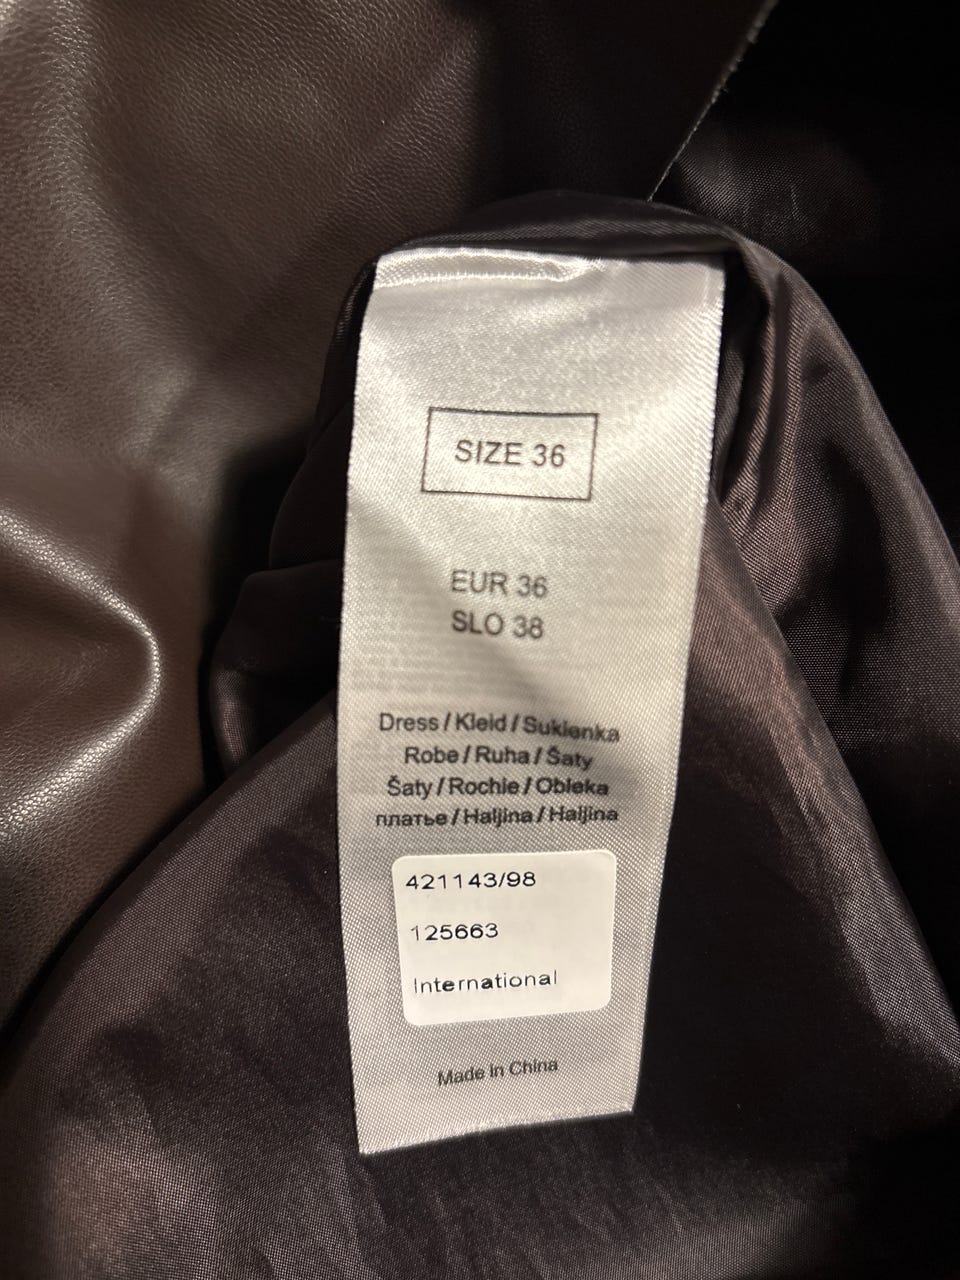 SIZE 36
EUR 36
SLO 38
Dress / Kleid / Sukienka
Robe / Ruha / Šaty
Šaty / Rochie / Obleka
платье / Haljina / Haljina
421143/98
125663
International
Made in China